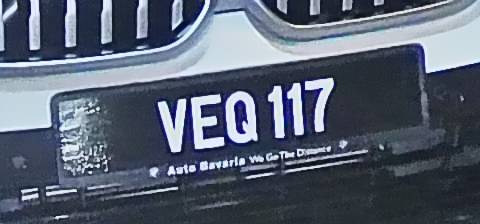 VEQ 117
Auto Bavaria We Go The Distance